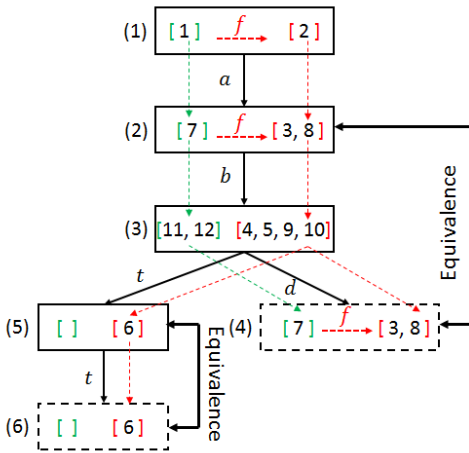 (1) [ 1 ] f [ 2 ]
a
(2) [ 7 ] f [ 3, 8 ]
b
(3) [11, 12] [4, 5, 9, 10]
t d
Equivalence
(5) [ ] [ 6 ]
(4) [ 7 ] f [ 3, 8 ]
t
Equivalence
(6) [ ] [ 6 ]